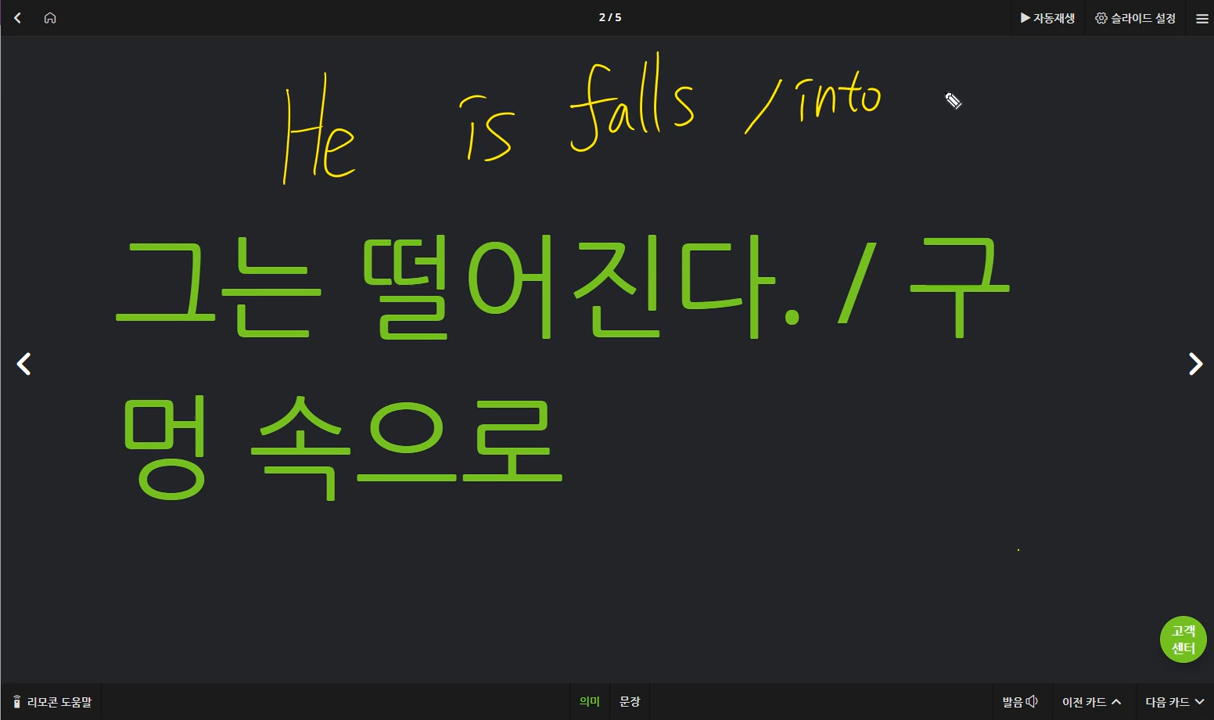 2 / 5
자동재생
슬라이드 설정
He is falls / into
그는 떨어진다. / 구
멍 속으로
고객
센터
리모콘 도움말
의미
문장
발음
이전 카드
다음 카드